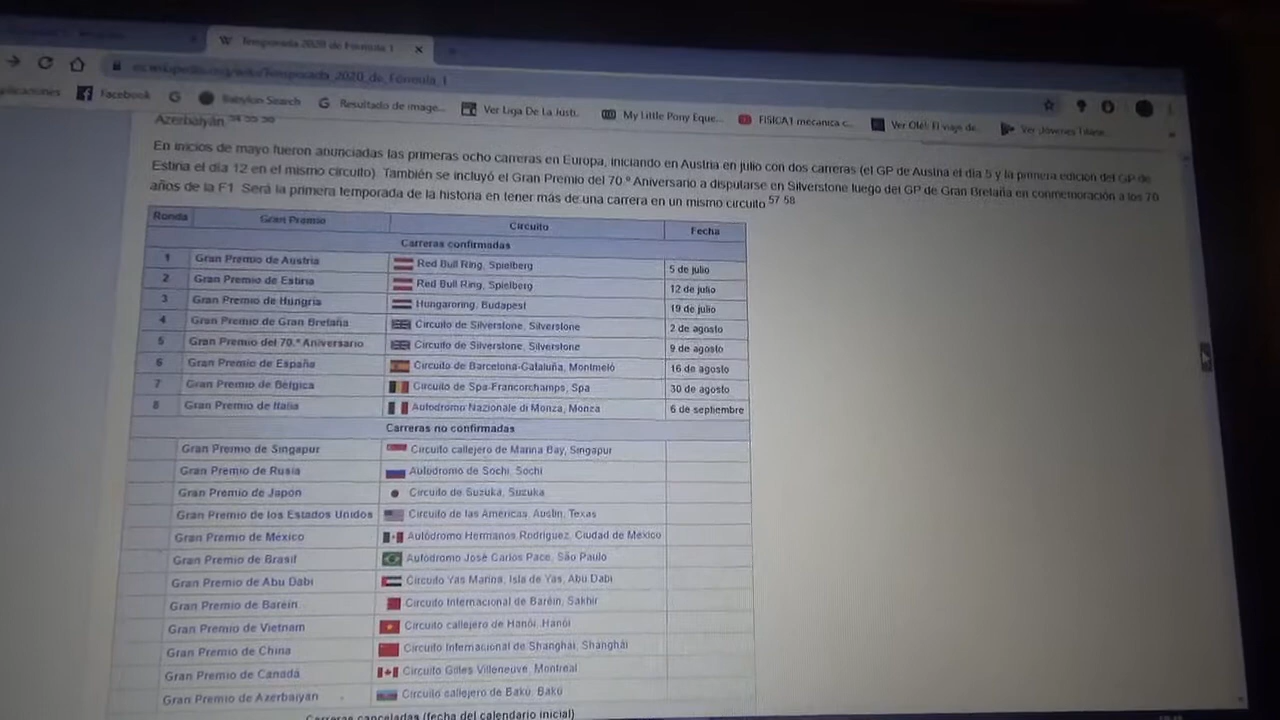 Temporada 2020 de Fórmula 1
es.wikipedia.org/wiki/Temporada_2020_de_Fórmula_1
Facebook G Babylon Search G Resultado de image... Ver Liga De La Justi... My Little Pony Eque... FISICA1 mecanica c... Ver Olé! El viaje de... Ver Jóvenes Titane...
Azerbaiyán
En inicios de mayo fueron anunciadas las primeras ocho carreras en Europa, iniciando en Austria en julio con dos carreras (el GP de Austria el día 5 y la primera edición del GP de
Estiria el día 12 en el mismo circuito). También se incluyó el Gran Premio del 70.º Aniversario a disputarse en Silverstone luego del GP de Gran Bretaña en conmemoración a los 70
años de la F1. Será la primera temporada de la historia en tener más de una carrera en un mismo circuito.57 58
Ronda Gran Premio Circuito Fecha
Carreras confirmadas
1 Gran Premio de Austria Red Bull Ring, Spielberg 5 de julio
2 Gran Premio de Estiria Red Bull Ring, Spielberg 12 de julio
3 Gran Premio de Hungría Hungaroring, Budapest 19 de julio
4 Gran Premio de Gran Bretaña Circuito de Silverstone, Silverstone 2 de agosto
5 Gran Premio del 70.º Aniversario Circuito de Silverstone, Silverstone 9 de agosto
6 Gran Premio de España Circuito de Barcelona-Cataluña, Montmeló 16 de agosto
7 Gran Premio de Bélgica Circuito de Spa-Francorchamps, Spa 30 de agosto
8 Gran Premio de Italia Autodromo Nazionale di Monza, Monza 6 de septiembre
Carreras no confirmadas
Gran Premio de Singapur Circuito callejero de Marina Bay, Singapur
Gran Premio de Rusia Autódromo de Sochi, Sochi
Gran Premio de Japón Circuito de Suzuka, Suzuka
Gran Premio de los Estados Unidos Circuito de las Américas, Austin, Texas
Gran Premio de México Autódromo Hermanos Rodríguez, Ciudad de México
Gran Premio de Brasil Autódromo José Carlos Pace, São Paulo
Gran Premio de Abu Dabi Circuito Yas Marina, Isla de Yas, Abu Dabi
Gran Premio de Baréin Circuito Internacional de Baréin, Sakhir
Gran Premio de Vietnam Circuito callejero de Hanói, Hanói
Gran Premio de China Circuito Internacional de Shanghái, Shanghái
Gran Premio de Canadá Circuito Gilles Villeneuve, Montreal
Gran Premio de Azerbaiyán Circuito callejero de Bakú, Bakú
Carreras canceladas (fecha del calendario inicial)